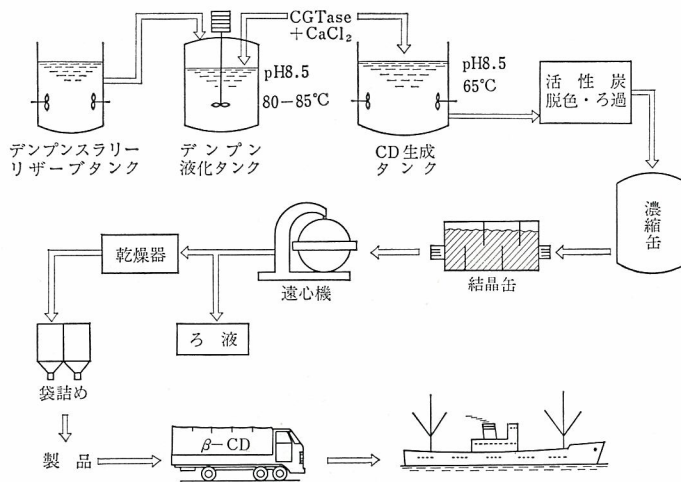 CGTase
+CaCl₂
pH8.5
80－85℃
pH8.5
65℃
活性炭
脱色・ろ過
デンプンスラリー
リザーブタンク
デンプン
液化タンク
CD生成
タンク
濃縮缶
乾燥器
遠心機
結晶缶
ろ液
袋詰め
製品
β－CD